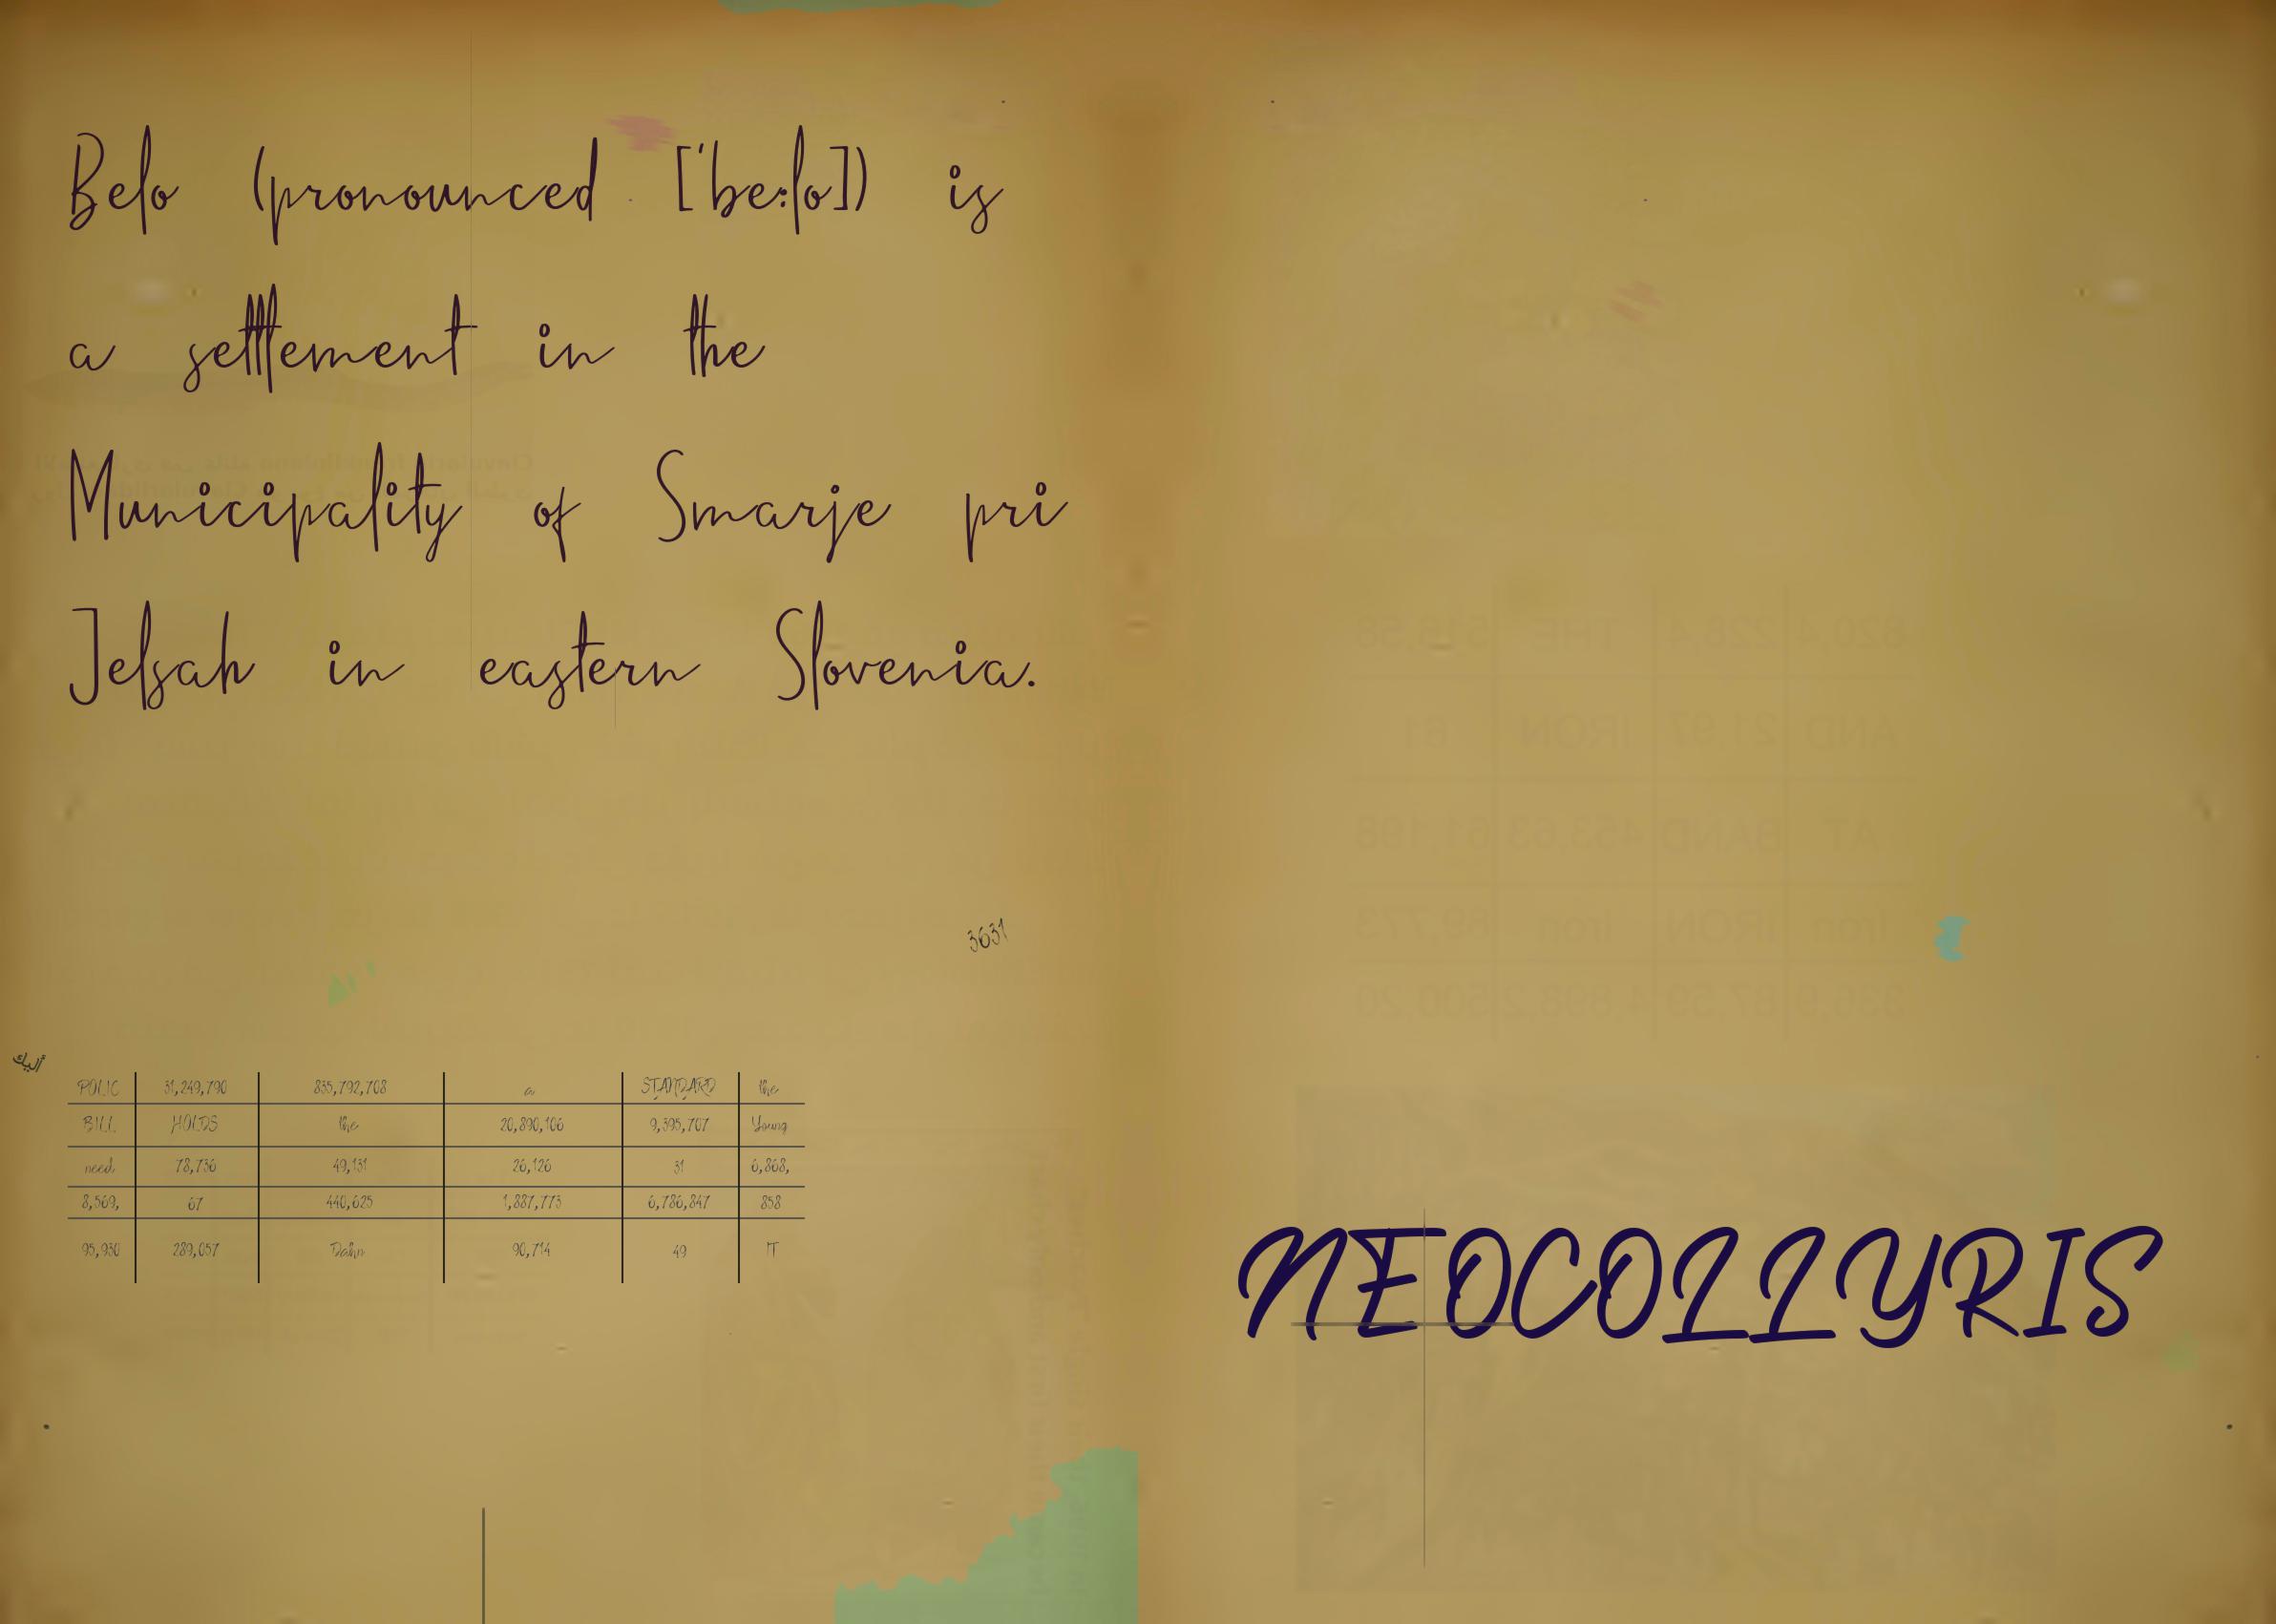 Belo (pronounced ['be:lo]) is
a settlement in the
Municipality of Smarje pri
Jelsah in eastern Slovenia.
3631
أليك
POLIC 31,249,790 835,792,708 a STANDARD the
BILL HOLDS the 20,890,106 9,395,707 Young
need 78,736 49,131 26,126 31 6,868,
8,569, 67 440,625 1,887,773 6,786,847 858
95,930 289,057 Dahn 90,714 49 IT
NEOCOLLYRIS